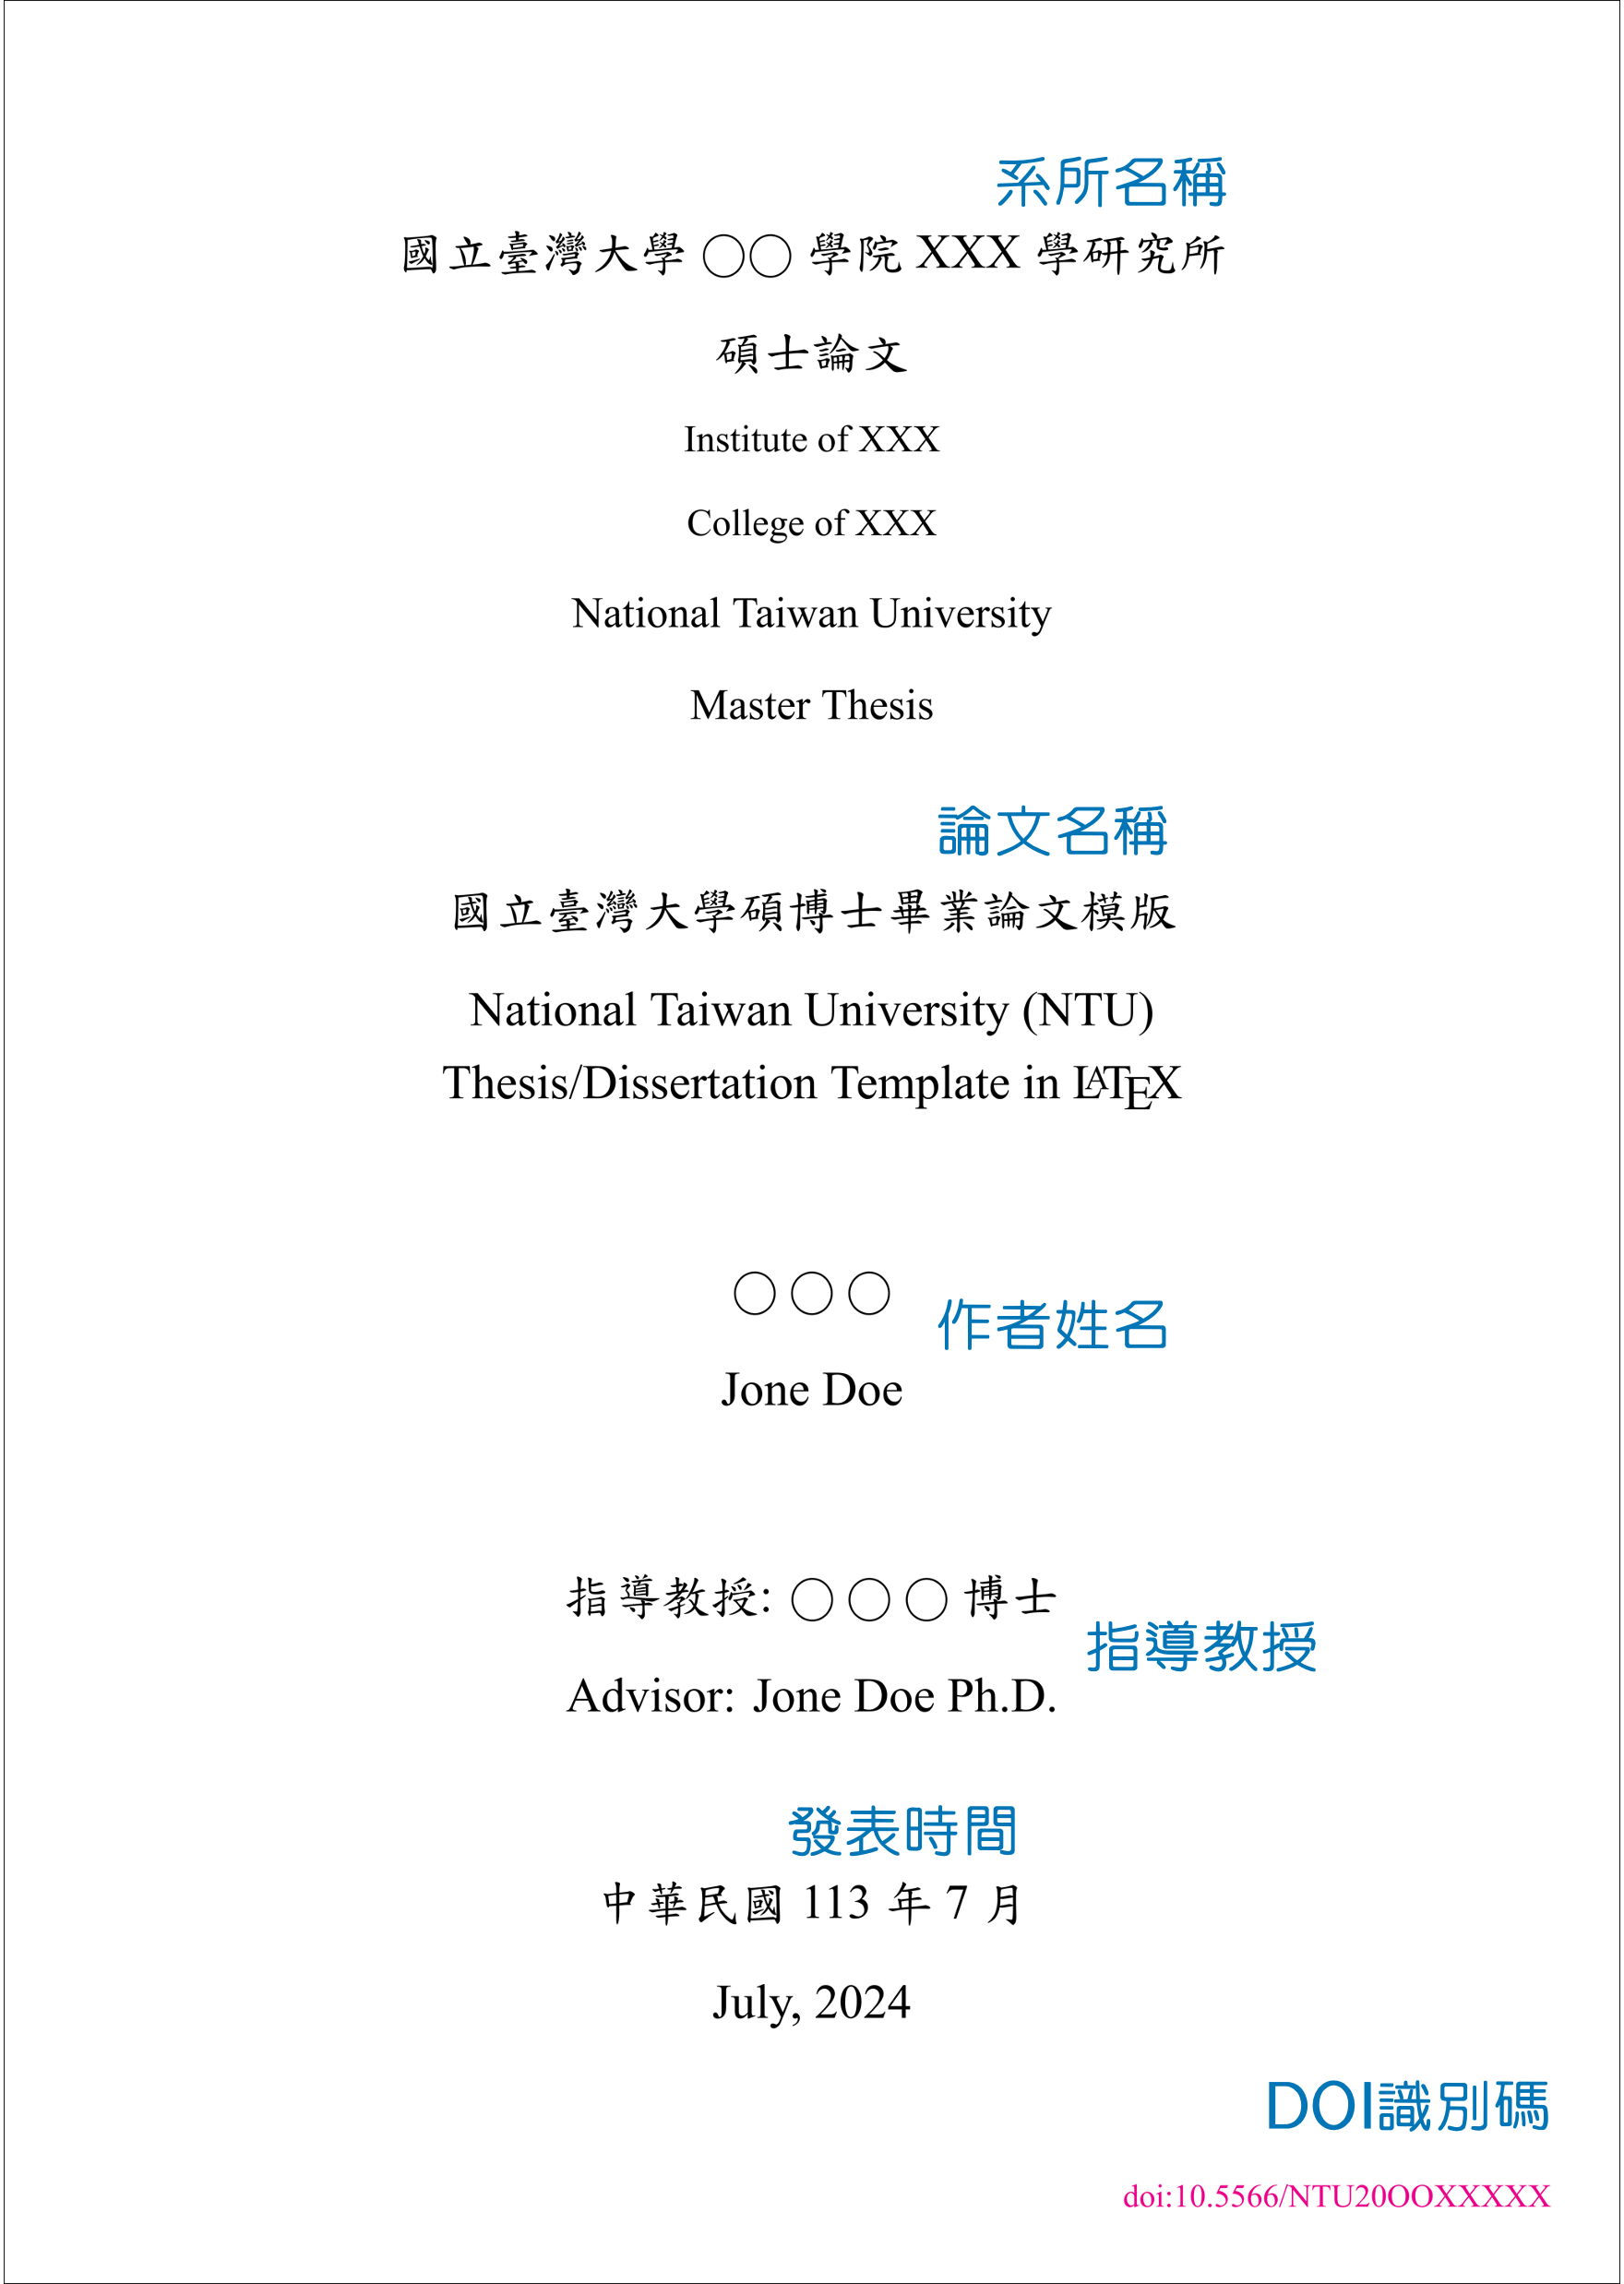 系所名稱
國立臺灣大學 ○○ 學院 XXX 學研究所
碩士論文
Institute of XXX
College of XXX
National Taiwan University
Master Thesis
論文名稱
國立臺灣大學碩博士畢業論文模版
National Taiwan University (NTU)
Thesis/Dissertation Template in LATEX
○ ○ ○
作者姓名
Jone Doe
指導教授: ○ ○ ○ 博士
指導教授
Advisor: Jone Doe Ph.D.
發表時間
中華民國 113 年 7 月
July, 2024
DOI識別碼
doi:10.5566/NTU20OOXXXXX